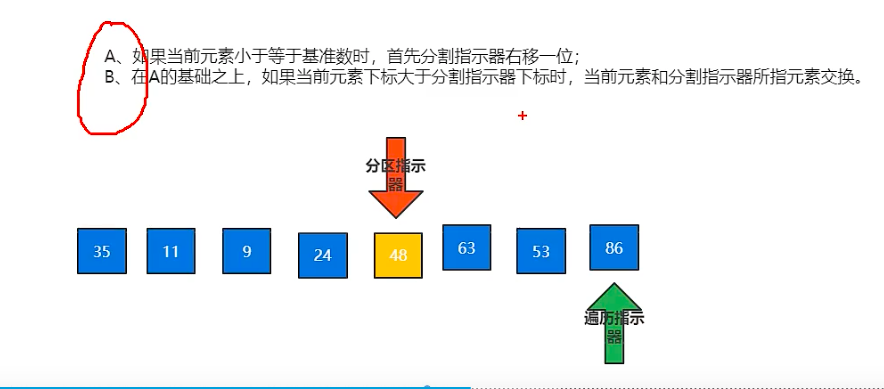 A、如果当前元素小于等于基准数时，首先分割指示器右移一位；
B、在A的基础之上，如果当前元素下标大于分割指示器下标时，当前元素和分割指示器所指元素交换。
分区指示
器
35 11 9 24 48 63 53 86
遍历指示
器